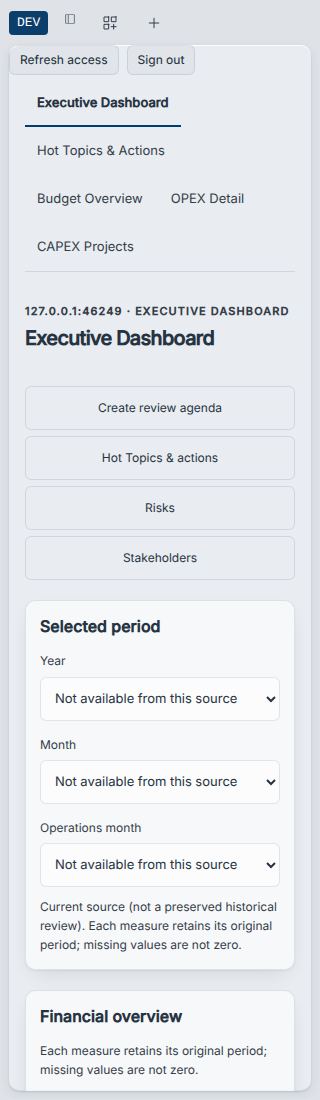 DEV
Refresh access
Sign out
Executive Dashboard
Hot Topics & Actions
Budget Overview
OPEX Detail
CAPEX Projects
127.0.0.1:46249 · EXECUTIVE DASHBOARD
Executive Dashboard
Create review agenda
Hot Topics & actions
Risks
Stakeholders
Selected period
Year
Not available from this source
Month
Not available from this source
Operations month
Not available from this source
Current source (not a preserved historical
review). Each measure retains its original
period; missing values are not zero.
Financial overview
Each measure retains its original period;
missing values are not zero.